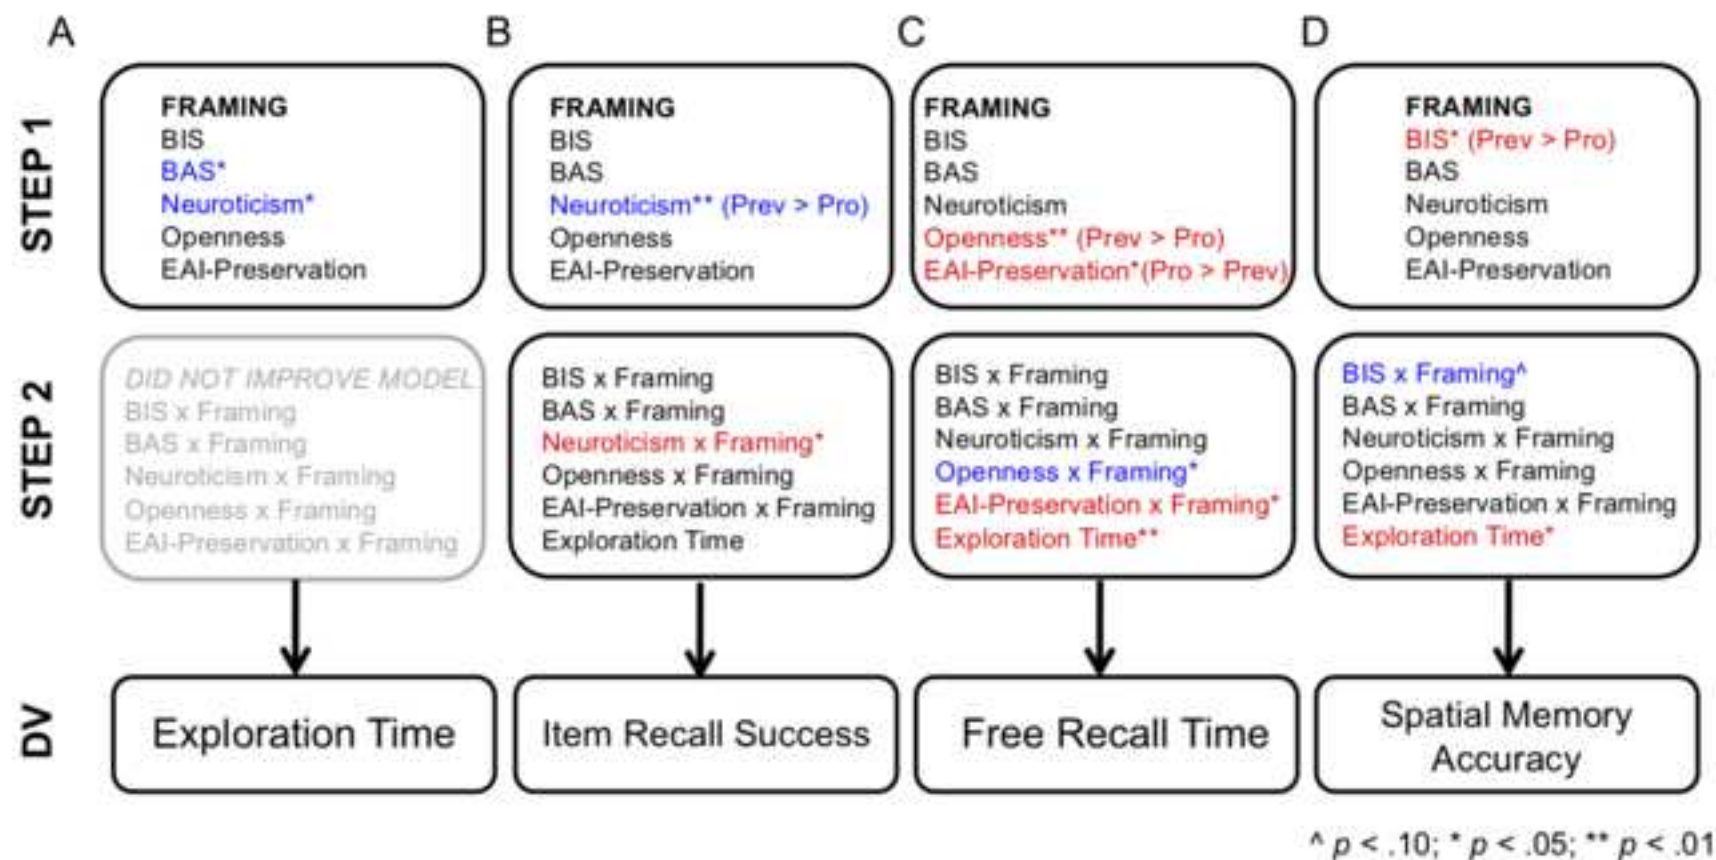 A
B
C
D
STEP 1
FRAMING
BIS
BAS*
Neuroticism*
Openness
EAI-Preservation
FRAMING
BIS
BAS
Neuroticism** (Prev > Pro)
Openness
EAI-Preservation
FRAMING
BIS
BAS
Neuroticism
Openness** (Prev > Pro)
EAI-Preservation*(Pro > Prev)
FRAMING
BIS* (Prev > Pro)
BAS
Neuroticism
Openness
EAI-Preservation
STEP 2
DID NOT IMPROVE MODEL
BIS x Framing
BAS x Framing
Neuroticism x Framing
Openness x Framing
EAI-Preservation x Framing
BIS x Framing
BAS x Framing
Neuroticism x Framing*
Openness x Framing
EAI-Preservation x Framing
Exploration Time
BIS x Framing
BAS x Framing
Neuroticism x Framing
Openness x Framing*
EAI-Preservation x Framing*
Exploration Time**
BIS x Framing^
BAS x Framing
Neuroticism x Framing
Openness x Framing
EAI-Preservation x Framing
Exploration Time*
DV
Exploration Time
Item Recall Success
Free Recall Time
Spatial Memory
Accuracy
^ p < .10; * p < .05; ** p < .01